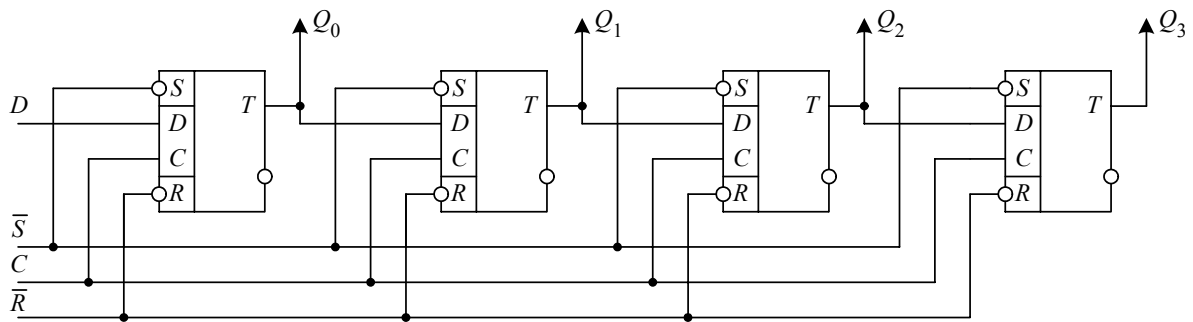 Q0 Q1 Q2 Q3
S S S S
T T T T
D D D D D
C C C C
R R R R
S̅
C
R̅